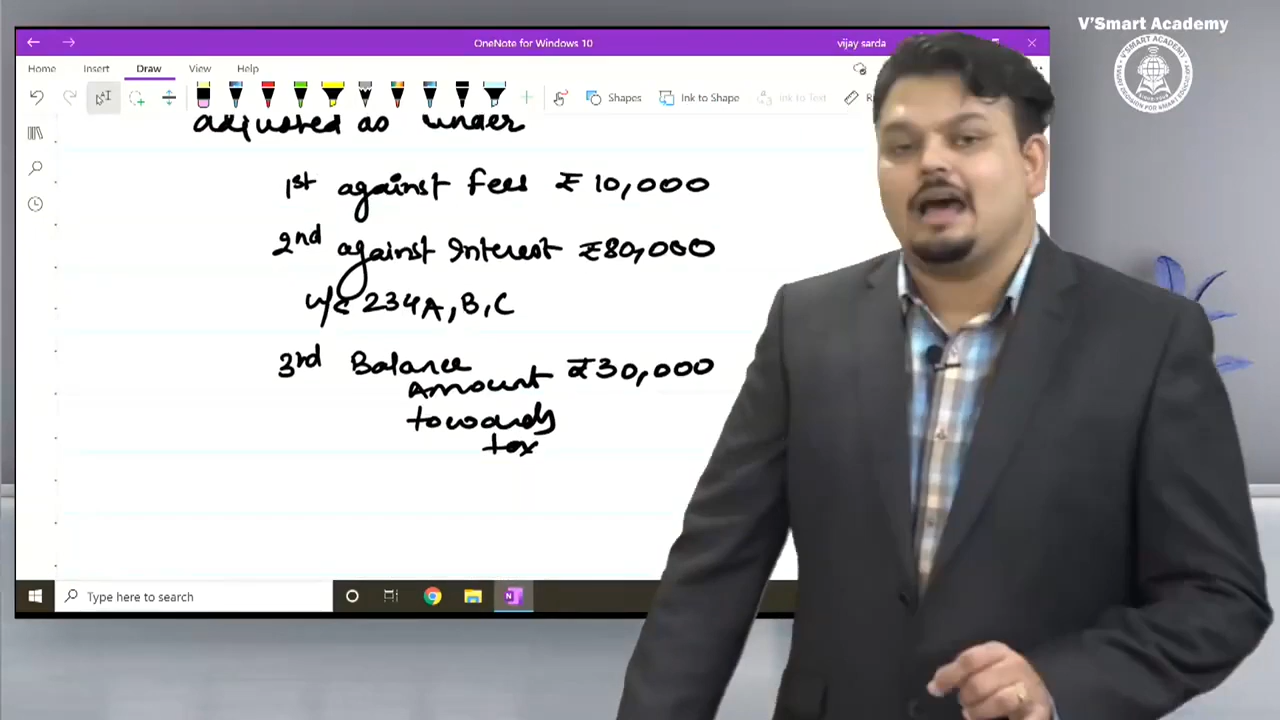 V'Smart Academy
OneNote for Windows 10
vijay sarda
Home Insert Draw View Help
Shapes Ink to Shape Ink to Text
adjusted as under
1st against Fees ₹ 10,000
2nd against Interest ₹80,000
u/s 234A, B, C
3rd Balance
Amount ₹30,000
towards
tax
Type here to search